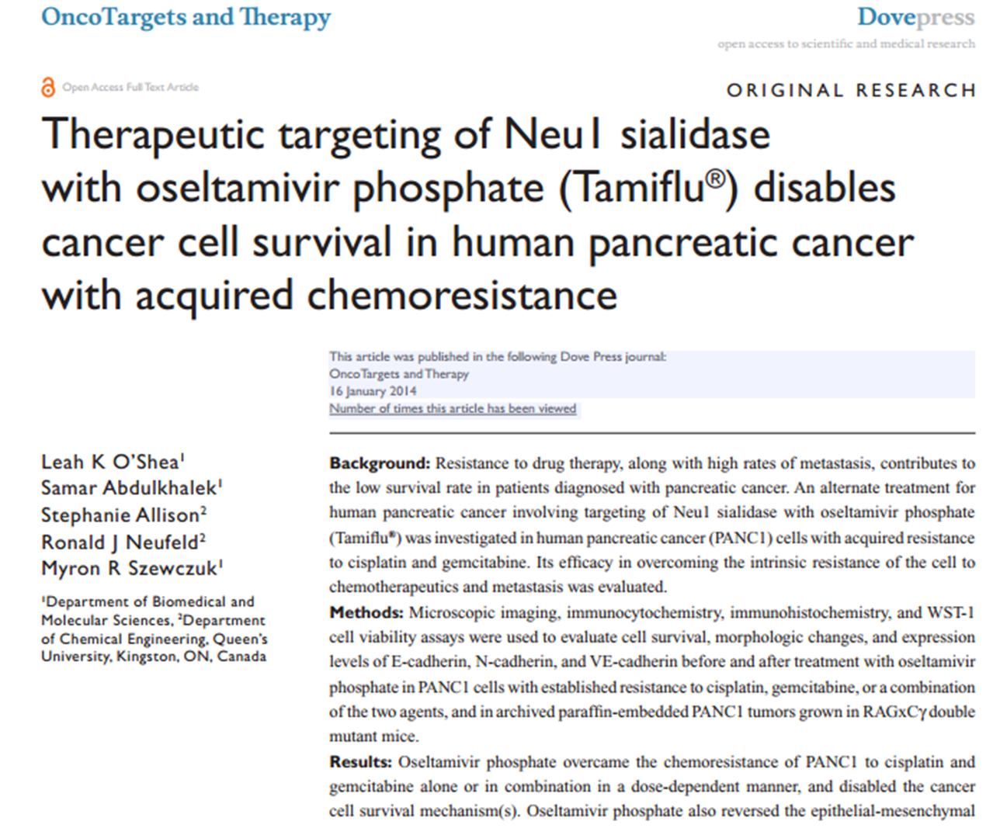 OncoTargets and Therapy
Dovepress
open access to scientific and medical research
Open Access Full Text Article
ORIGINAL RESEARCH
Therapeutic targeting of Neu1 sialidase
with oseltamivir phosphate (Tamiflu®) disables
cancer cell survival in human pancreatic cancer
with acquired chemoresistance
This article was published in the following Dove Press journal:
OncoTargets and Therapy
16 January 2014
Number of times this article has been viewed
Leah K O’Shea¹
Samar Abdulkhalek¹
Stephanie Allison²
Ronald J Neufeld²
Myron R Szewczuk¹
¹Department of Biomedical and
Molecular Sciences, ²Department
of Chemical Engineering, Queen’s
University, Kingston, ON, Canada
Background: Resistance to drug therapy, along with high rates of metastasis, contributes to
the low survival rate in patients diagnosed with pancreatic cancer. An alternate treatment for
human pancreatic cancer involving targeting of Neu1 sialidase with oseltamivir phosphate
(Tamiflu®) was investigated in human pancreatic cancer (PANC1) cells with acquired resistance
to cisplatin and gemcitabine. Its efficacy in overcoming the intrinsic resistance of the cell to
chemotherapeutics and metastasis was evaluated.
Methods: Microscopic imaging, immunocytochemistry, immunohistochemistry, and WST-1
cell viability assays were used to evaluate cell survival, morphologic changes, and expression
levels of E-cadherin, N-cadherin, and VE-cadherin before and after treatment with oseltamivir
phosphate in PANC1 cells with established resistance to cisplatin, gemcitabine, or a combination
of the two agents, and in archived paraffin-embedded PANC1 tumors grown in RAGxCγ double
mutant mice.
Results: Oseltamivir phosphate overcame the chemoresistance of PANC1 to cisplatin and
gemcitabine alone or in combination in a dose-dependent manner, and disabled the cancer
cell survival mechanism(s). Oseltamivir phosphate also reversed the epithelial-mesenchymal